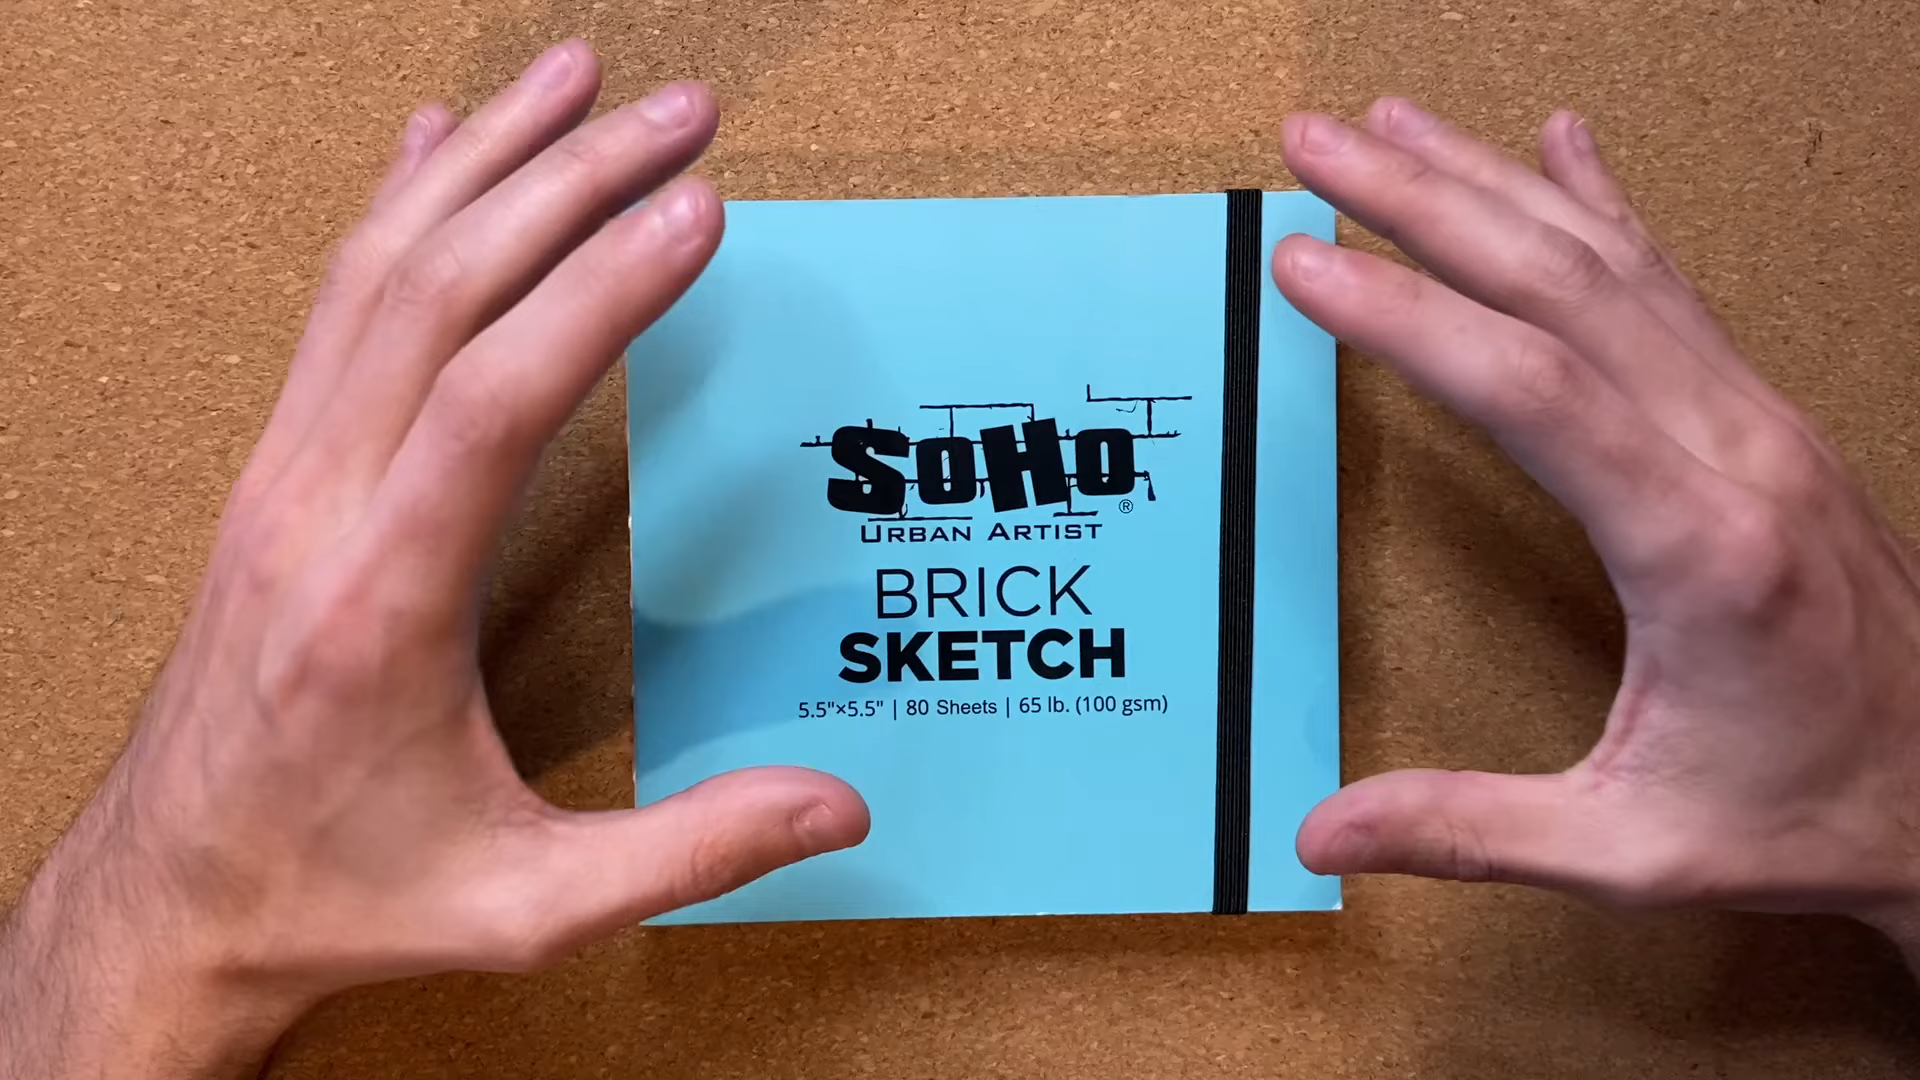 SoHo®
URBAN ARTIST
BRICK
SKETCH
5.5"×5.5" | 80 Sheets | 65 lb. (100 gsm)